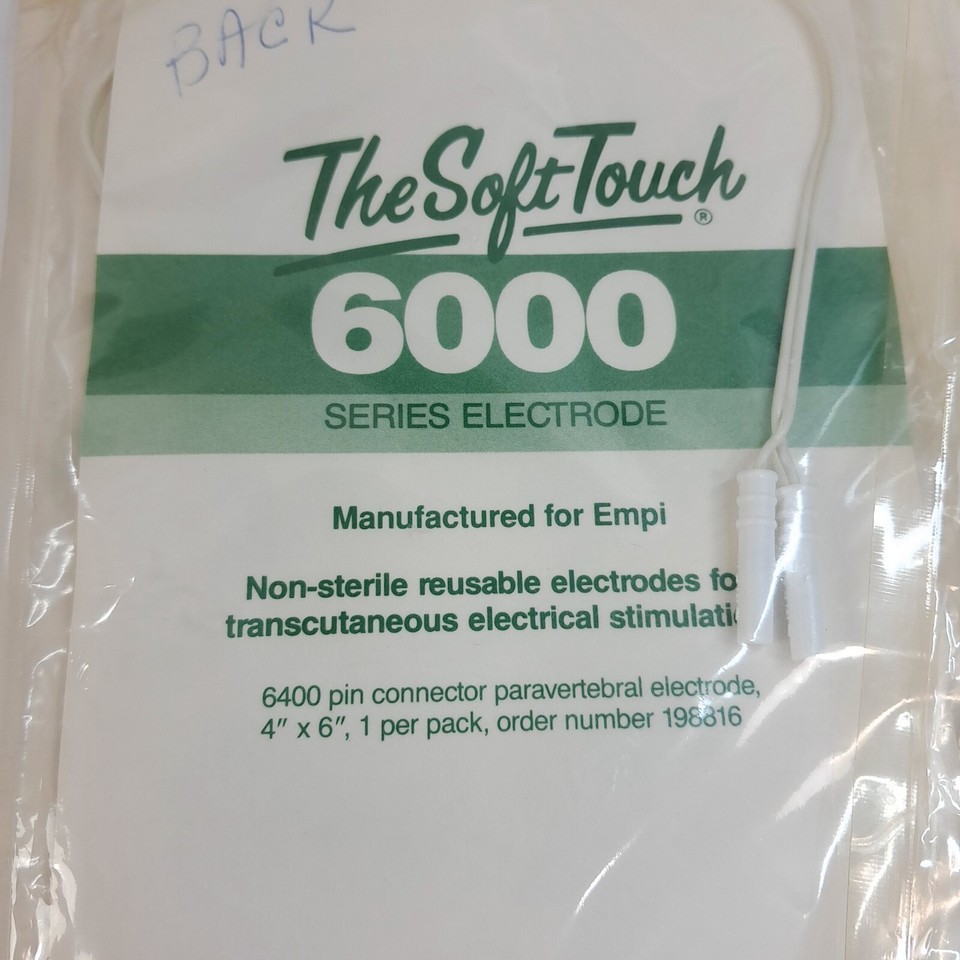 BACK
The Soft Touch ®
6000
SERIES ELECTRODE
Manufactured for Empi
Non-sterile reusable electrodes fo
transcutaneous electrical stimulati
6400 pin connector paravertebral electrode,
4" x 6", 1 per pack, order number 198816